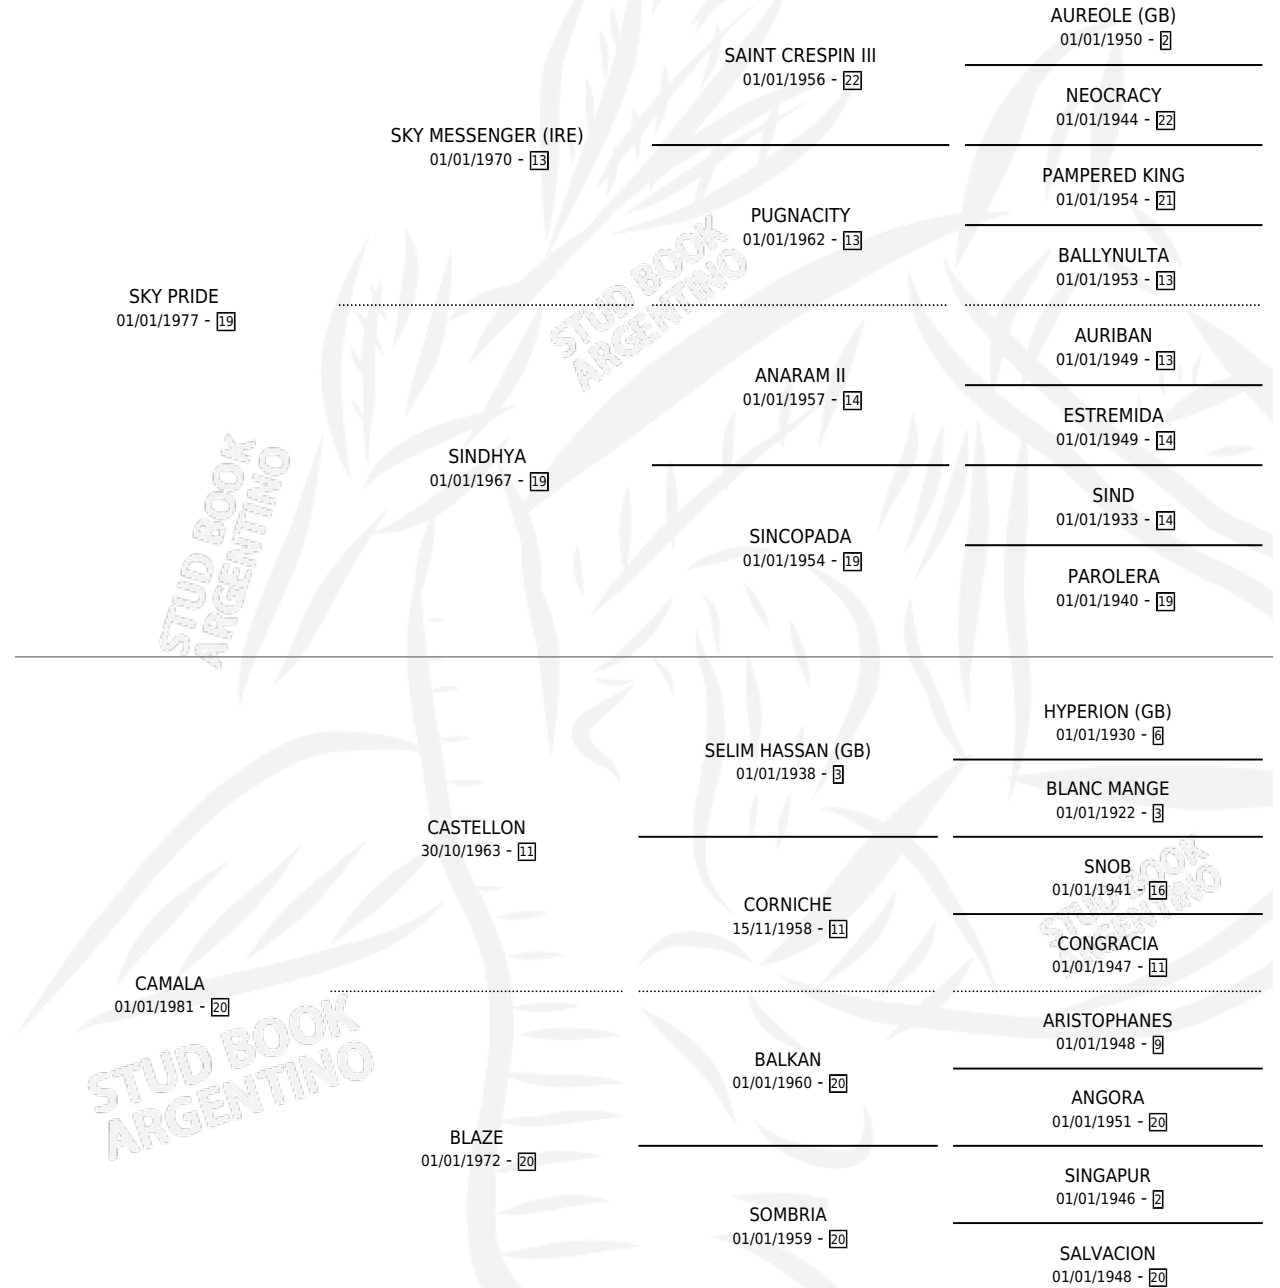 AUREOLE (GB)
01/01/1950 - 2
SAINT CRESPIN III
01/01/1956 - 22
NEOCRACY
01/01/1944 - 22
SKY MESSENGER (IRE)
01/01/1970 - 13
PAMPERED KING
01/01/1954 - 21
PUGNACITY
01/01/1962 - 13
BALLYNULTA
01/01/1953 - 13
SKY PRIDE
01/01/1977 - 19
AURIBAN
01/01/1949 - 13
ANARAM II
01/01/1957 - 14
ESTREMIDA
01/01/1949 - 14
SINDHYA
01/01/1967 - 19
SIND
01/01/1933 - 14
SINCOPADA
01/01/1954 - 19
PAROLERA
01/01/1940 - 19
STUD BOOK
ARGENTINO
STUD BOOK
ARGENTINO
HYPERION (GB)
01/01/1930 - 6
SELIM HASSAN (GB)
01/01/1938 - 3
BLANC MANGE
01/01/1922 - 3
CASTELLON
30/10/1963 - 11
SNOB
01/01/1941 - 16
CORNICHE
15/11/1958 - 11
CONGRACIA
01/01/1947 - 11
CAMALA
01/01/1981 - 20
ARISTOPHANES
01/01/1948 - 9
BALKAN
01/01/1960 - 20
ANGORA
01/01/1951 - 20
BLAZE
01/01/1972 - 20
SINGAPUR
01/01/1946 - 2
SOMBRIA
01/01/1959 - 20
SALVACION
01/01/1948 - 20
STUD BOOK
ARGENTINO
STUD BOOK
ARGENTINO